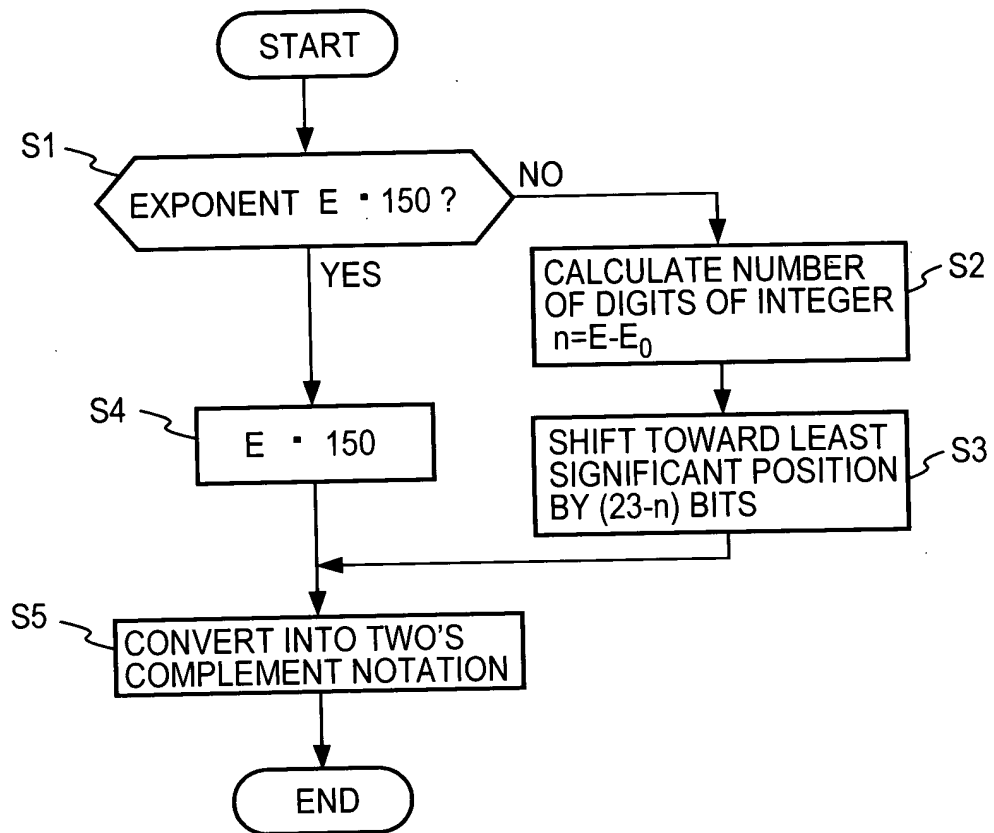 START
S1
EXPONENT E ▪ 150 ?
NO
YES
CALCULATE NUMBER
OF DIGITS OF INTEGER
n=E-E₀
S2
S4
E ▪ 150
SHIFT TOWARD LEAST
SIGNIFICANT POSITION
BY (23-n) BITS
S3
S5
CONVERT INTO TWO'S
COMPLEMENT NOTATION
END